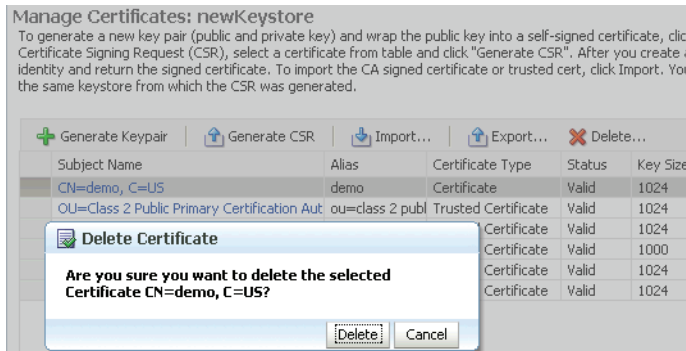 Manage Certificates: newKeystore
To generate a new key pair (public and private key) and wrap the public key into a self-signed certificate, clic
Certificate Signing Request (CSR), select a certificate from table and click "Generate CSR". After you create a
identity and return the signed certificate. To import the CA signed certificate or trusted cert, click Import. You
the same keystore from which the CSR was generated.
Generate Keypair Generate CSR Import... Export... Delete...
Subject Name Alias Certificate Type Status Key Size
CN=demo, C=US demo Certificate Valid 1024
OU=Class 2 Public Primary Certification Aut ou=class 2 publ Trusted Certificate Valid 1024
Certificate Valid 1024
Certificate Valid 1000
Certificate Valid 1024
Certificate Valid 1024
Delete Certificate
Are you sure you want to delete the selected
Certificate CN=demo, C=US?
Delete Cancel